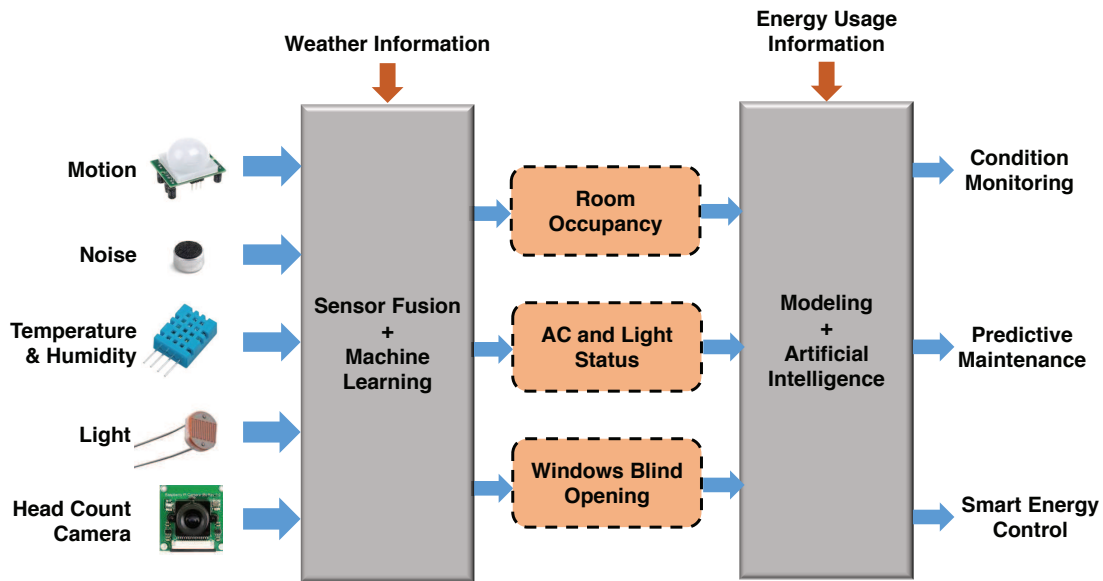 Weather Information
Energy Usage
Information
Motion
Noise
Temperature
& Humidity
Light
Head Count
Camera
Sensor Fusion
+
Machine
Learning
Room
Occupancy
AC and Light
Status
Windows Blind
Opening
Modeling
+
Artificial
Intelligence
Condition
Monitoring
Predictive
Maintenance
Smart Energy
Control